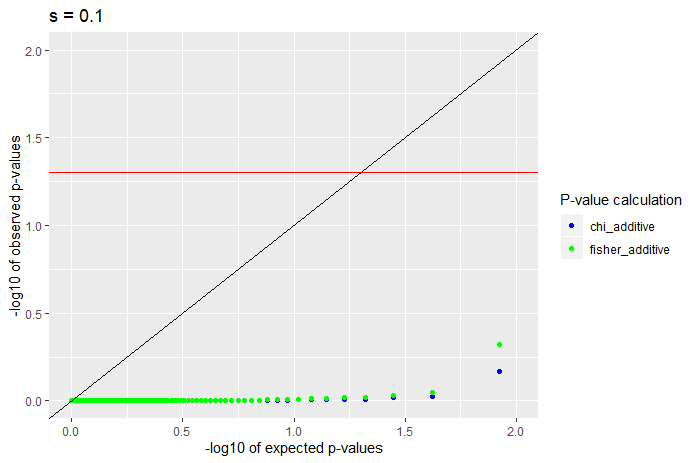 s = 0.1
-log10 of observed p-values
2.0
1.5
1.0
0.5
0.0
0.0
0.5
1.0
1.5
2.0
-log10 of expected p-values
P-value calculation
chi_additive
fisher_additive